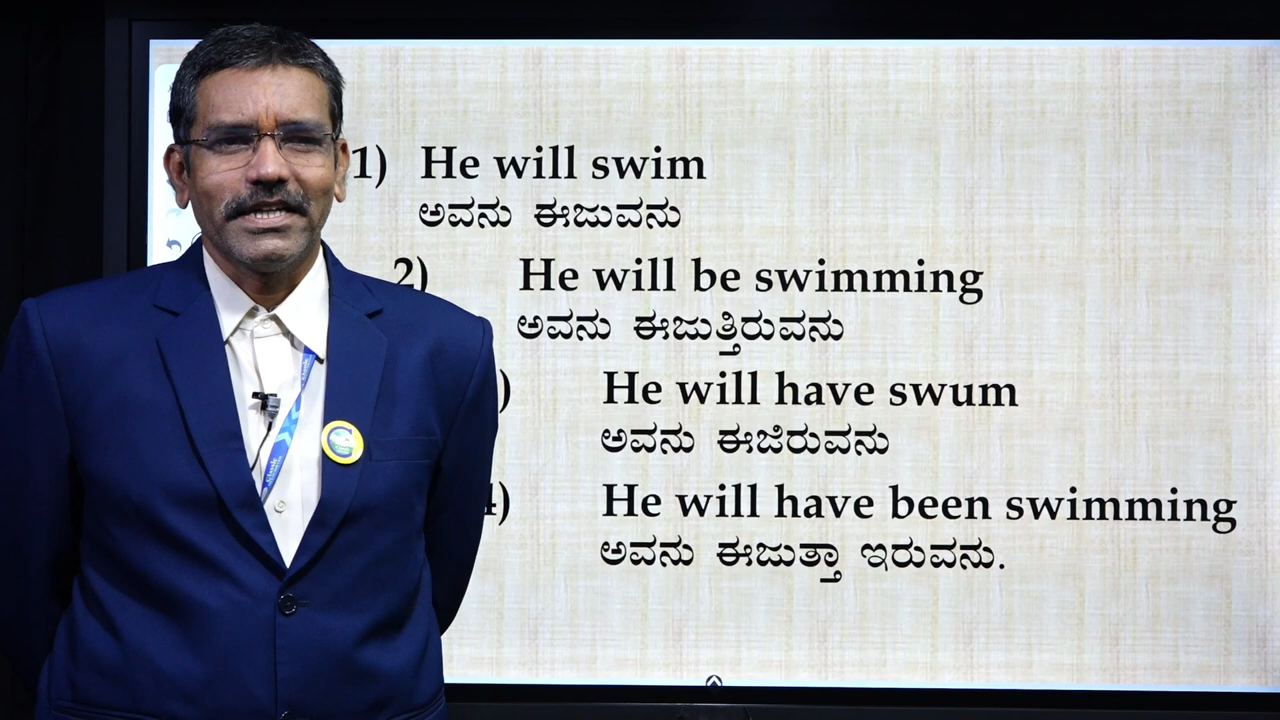 1) He will swim
ಅವನು ಈಜುವನು
2) He will be swimming
ಅವನು ಈಜುತ್ತಿರುವನು
) He will have swum
ಅವನು ಈಜಿರುವನು
4) He will have been swimming
ಅವನು ಈಜುತ್ತಾ ಇರುವನು.